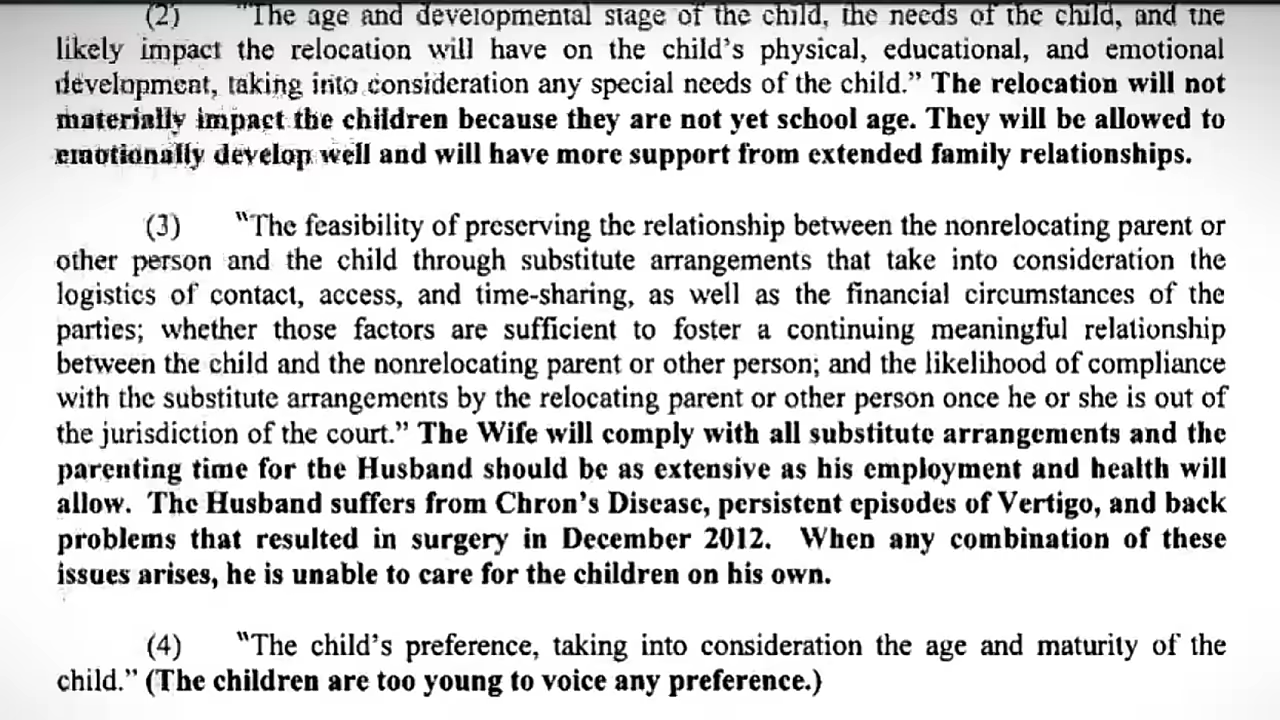 (2) "The age and developmental stage of the child, the needs of the child, and the
likely impact the relocation will have on the child's physical, educational, and emotional
development, taking into consideration any special needs of the child." The relocation will not
materially impact the children because they are not yet school age. They will be allowed to
emotionally develop well and will have more support from extended family relationships.
(3) "The feasibility of preserving the relationship between the nonrelocating parent or
other person and the child through substitute arrangements that take into consideration the
logistics of contact, access, and time-sharing, as well as the financial circumstances of the
parties; whether those factors are sufficient to foster a continuing meaningful relationship
between the child and the nonrelocating parent or other person; and the likelihood of compliance
with the substitute arrangements by the relocating parent or other person once he or she is out of
the jurisdiction of the court." The Wife will comply with all substitute arrangements and the
parenting time for the Husband should be as extensive as his employment and health will
allow. The Husband suffers from Chron's Disease, persistent episodes of Vertigo, and back
problems that resulted in surgery in December 2012. When any combination of these
issues arises, he is unable to care for the children on his own.
(4) "The child's preference, taking into consideration the age and maturity of the
child." (The children are too young to voice any preference.)